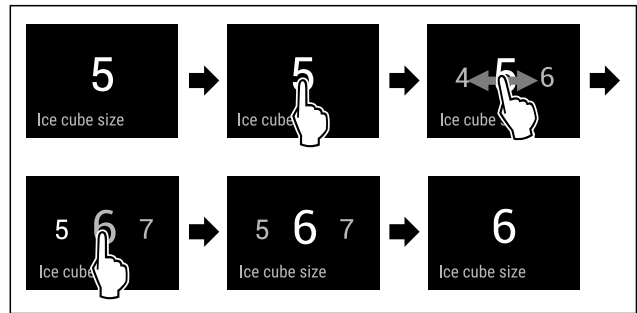 5
Ice cube size
5
Ice cub
4 5 6
Ice cube s
5 6 7
Ice cube
5 6 7
Ice cube size
6
Ice cube size